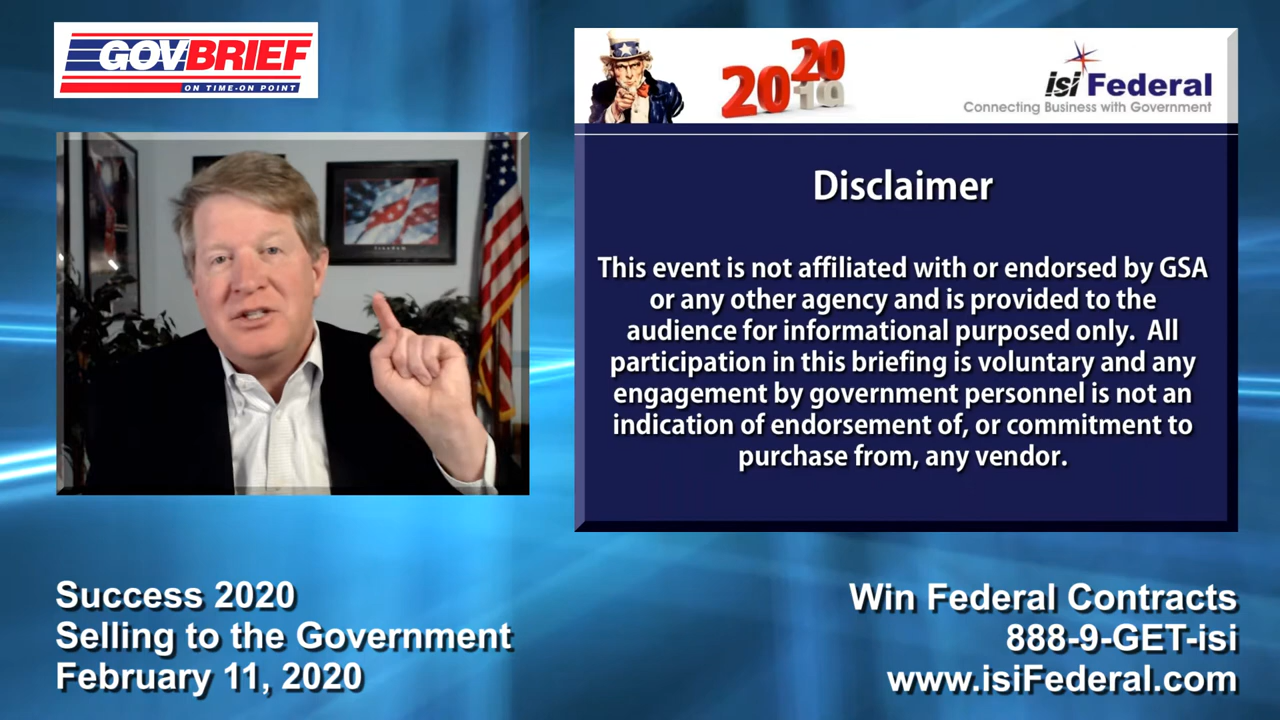 GOVBRIEF
ON TIME-ON POINT
2020
19
isi Federal
Connecting Business with Government
Disclaimer
This event is not affiliated with or endorsed by GSA
or any other agency and is provided to the
audience for informational purposed only.  All
participation in this briefing is voluntary and any
engagement by government personnel is not an
indication of endorsement of, or commitment to
purchase from, any vendor.
Success 2020
Selling to the Government
February 11, 2020
Win Federal Contracts
888-9-GET-isi
www.isiFederal.com